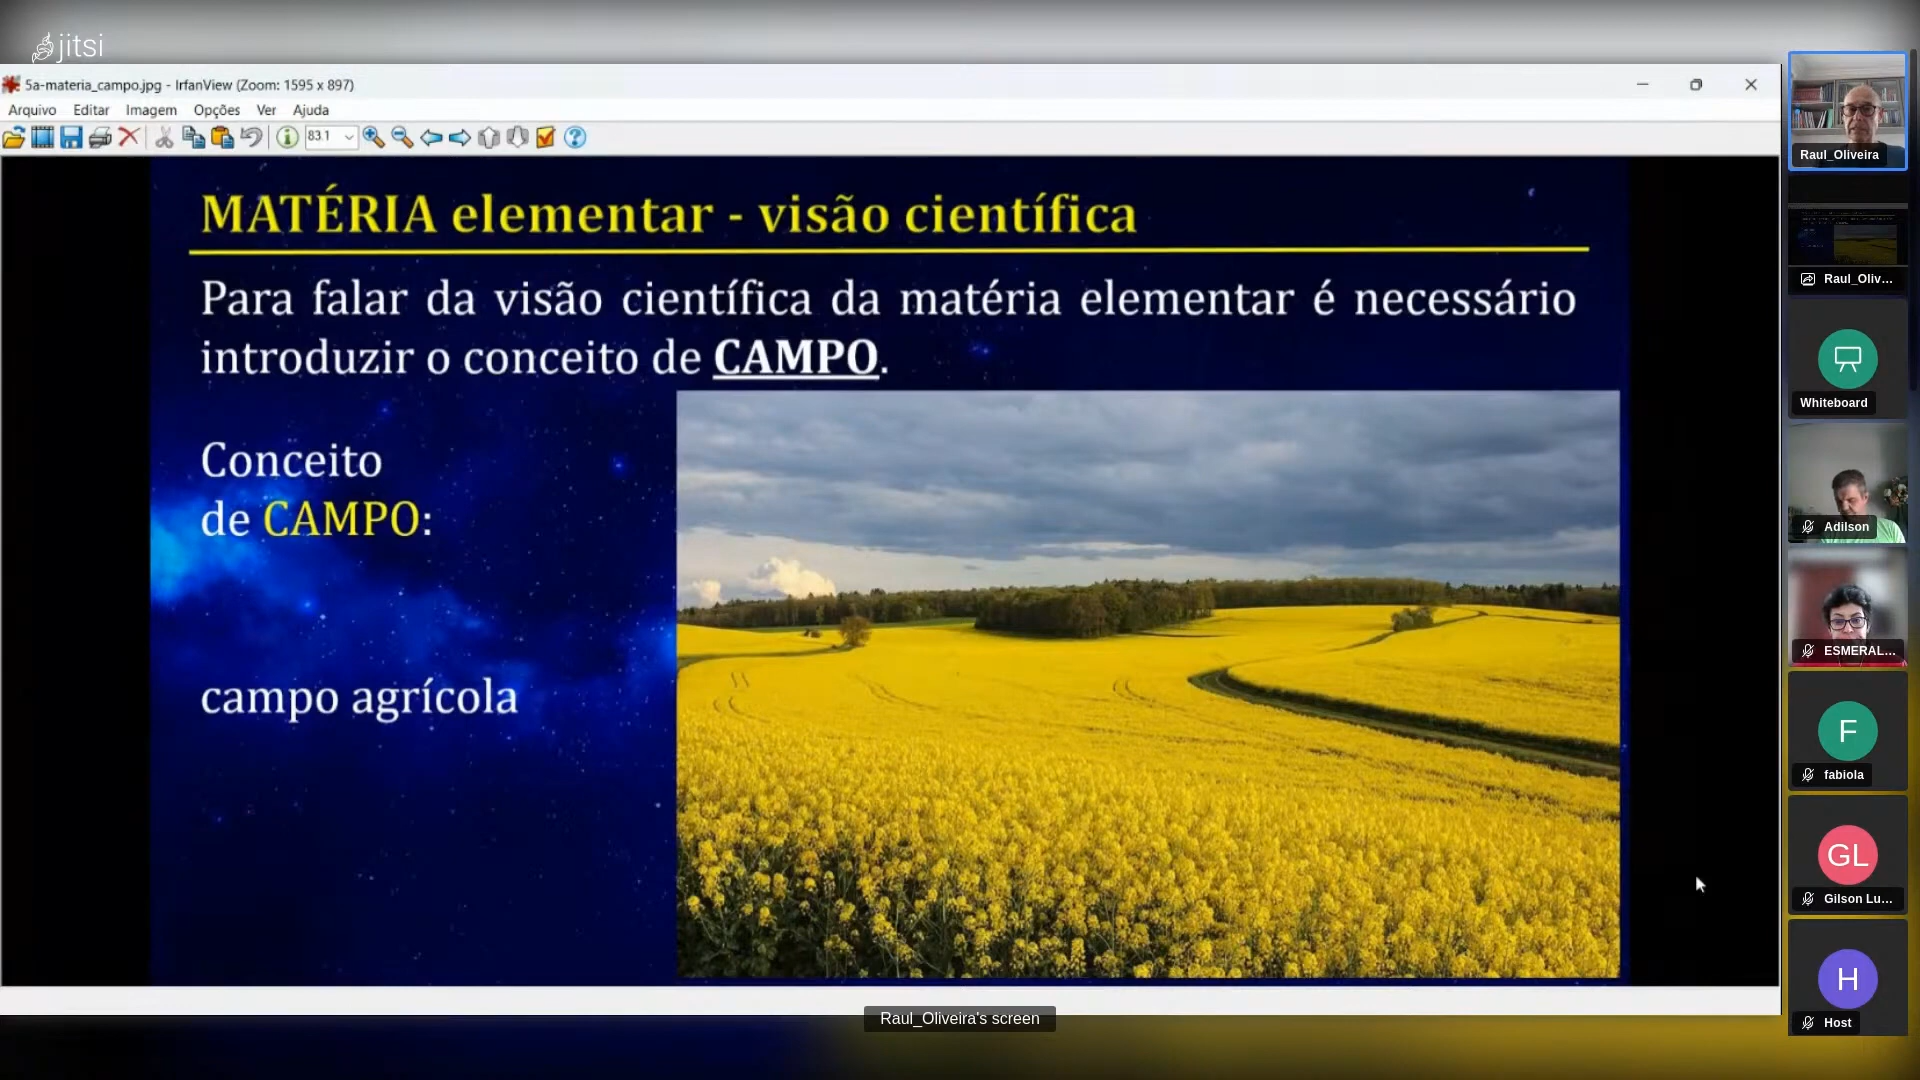 jitsi
5a-materia_campo.jpg - IrfanView (Zoom: 1595 x 897)
Arquivo Editar Imagem Opções Ver Ajuda
83.1
MATÉRIA elementar - visão científica
Para falar da visão científica da matéria elementar é necessário
introduzir o conceito de CAMPO.
Conceito
de CAMPO:
campo agrícola
Raul_Oliveira's screen
Raul_Oliveira
Raul_Oliv...
Whiteboard
Adilson
ESMERAL...
F
fabiola
GL
Gilson Lu...
H
Host